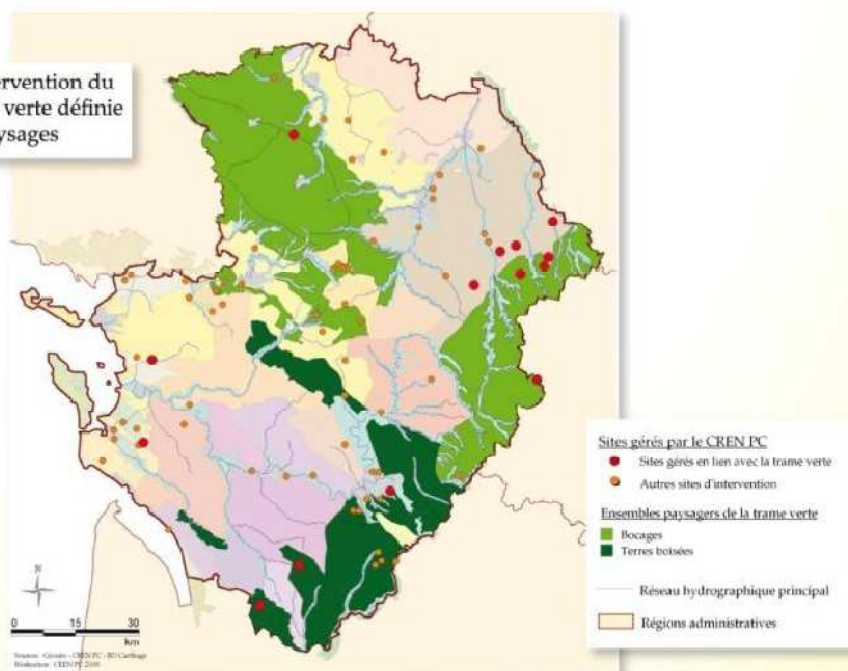 ervention du
verte définie
ysages
Sites gérés par le CREN PC
Sites gérés en lien avec la trame verte
Autres sites d'intervention
Ensembles paysagers de la trame verte
Bocages
Terres boisées
Réseau hydrographique principal
Régions administratives
N
0 15 30
km
CREN PC